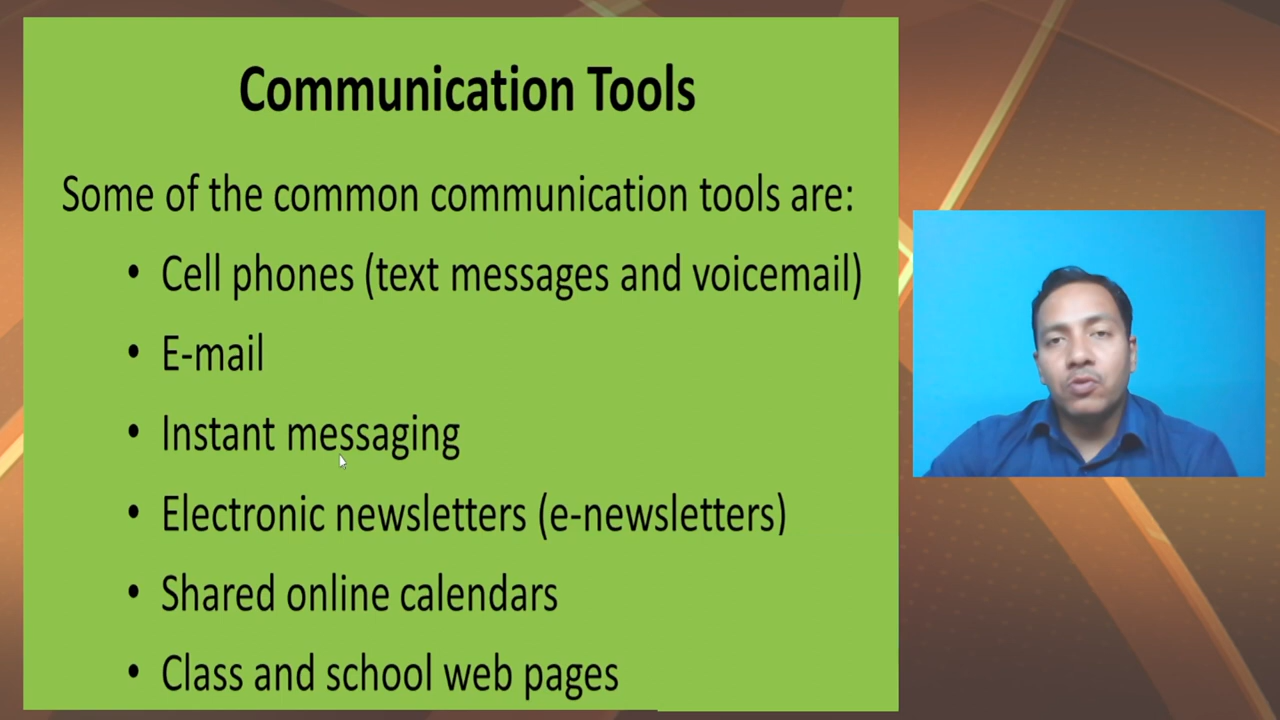 Communication Tools
Some of the common communication tools are:
• Cell phones (text messages and voicemail)
• E-mail
• Instant messaging
• Electronic newsletters (e-newsletters)
• Shared online calendars
• Class and school web pages